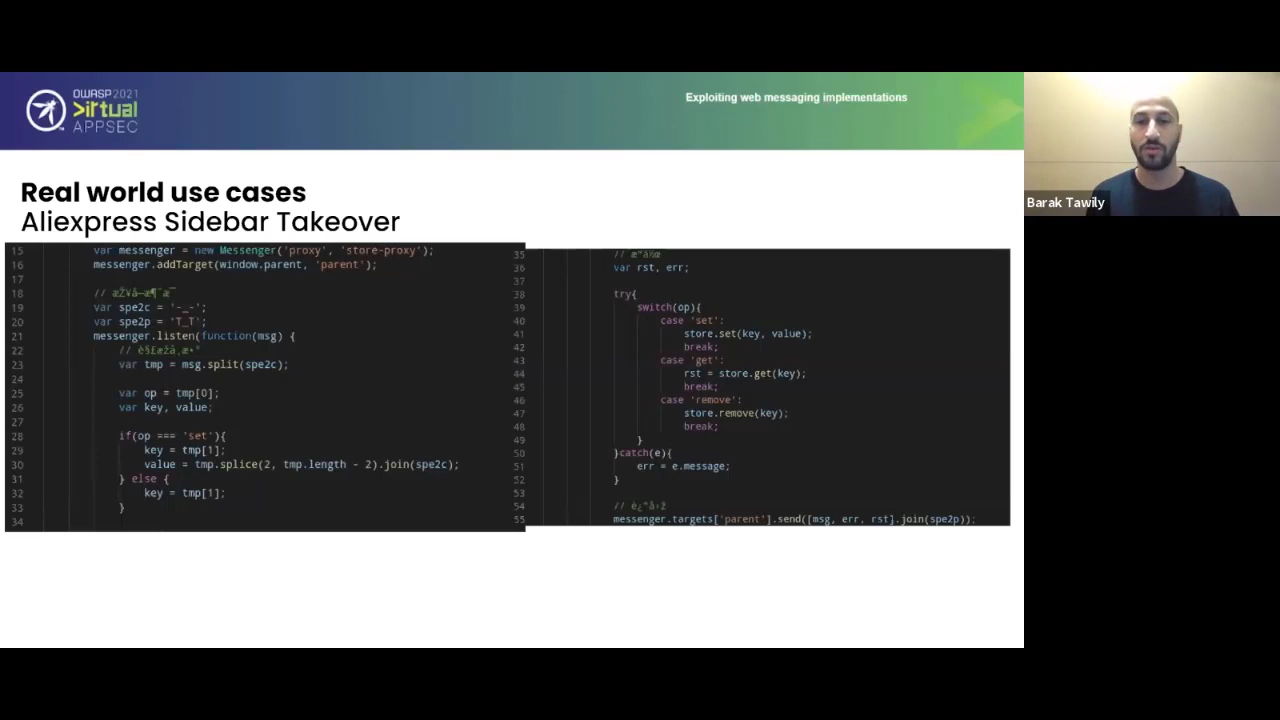 OWASP 2021
Virtual
APPSEC
Exploiting web messaging implementations
Barak Tawily
Real world use cases
Aliexpress Sidebar Takeover
15 var messenger = new Messenger('proxy', 'store-proxy');
16 messenger.addTarget(window.parent, 'parent');
17
18 //
19 var spe2c = '-_-';
20 var spe2p = 'T_T';
21 messenger.listen(function(msg) {
22 //
23 var tmp = msg.split(spe2c);
24
25 var op = tmp[0];
26 var key, value;
27
28 if(op === 'set'){
29 key = tmp[1];
30 value = tmp.splice(2, tmp.length - 2).join(spe2c);
31 } else {
32 key = tmp[1];
33 }
34
35 //
36 var rst, err;
37
38 try{
39 switch(op){
40 case 'set':
41 store.set(key, value);
42 break;
43 case 'get':
44 rst = store.get(key);
45 break;
46 case 'remove':
47 store.remove(key);
48 break;
49 }
50 }catch(e){
51 err = e.message;
52 }
53
54 //
55 messenger.targets['parent'].send([msg, err, rst].join(spe2p));